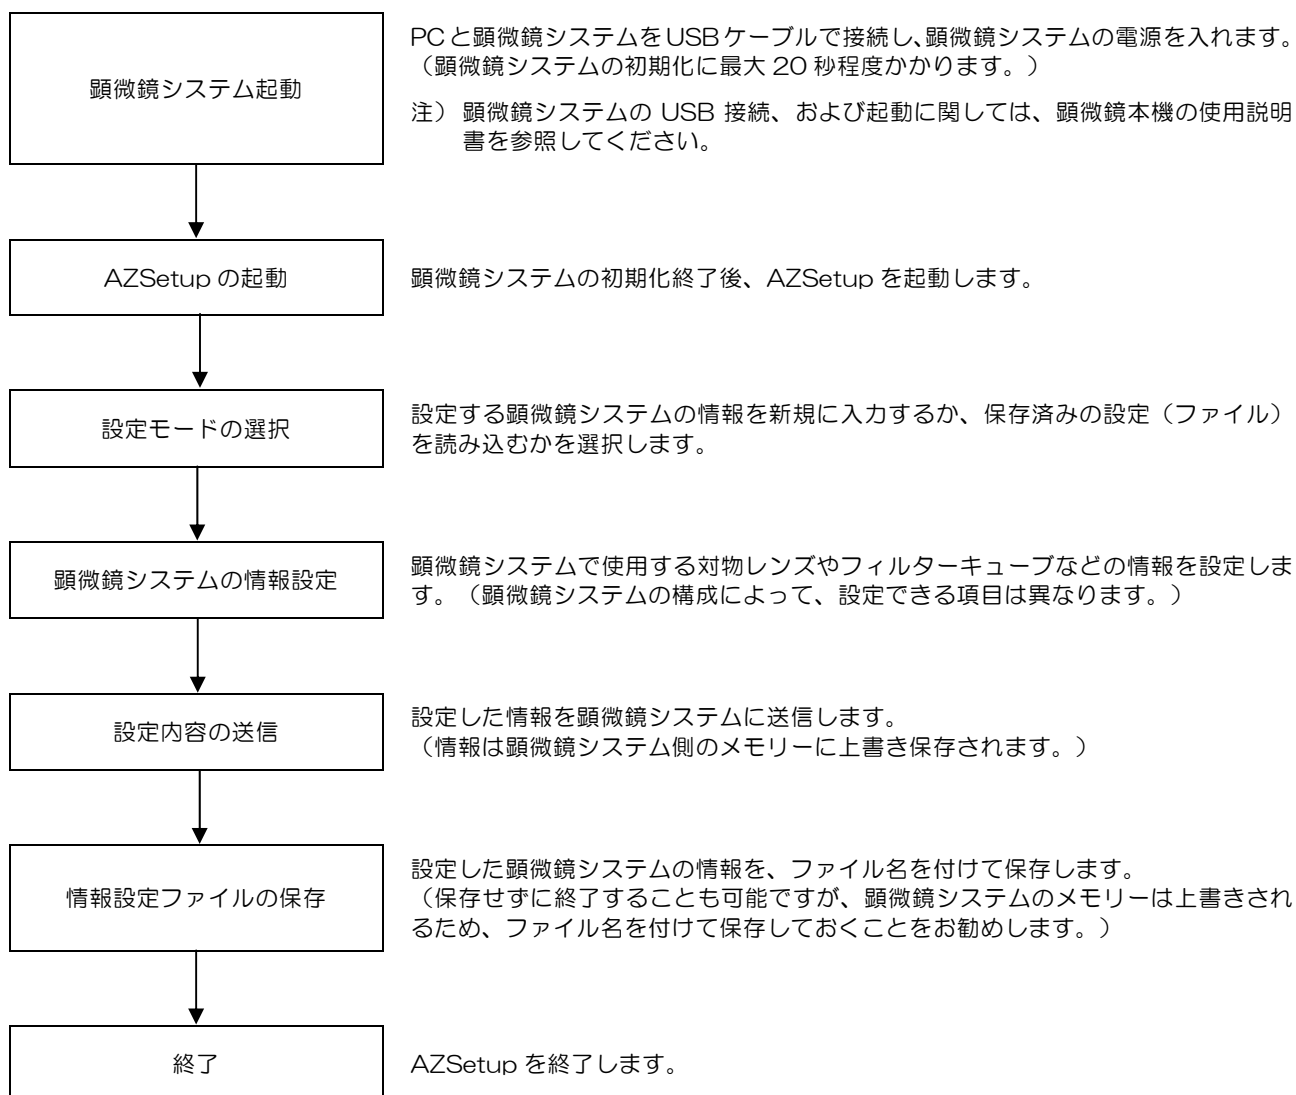 顕微鏡システム起動
PCと顕微鏡システムをUSBケーブルで接続し、顕微鏡システムの電源を入れます。
（顕微鏡システムの初期化に最大 20 秒程度かかります。）
注） 顕微鏡システムの USB 接続、および起動に関しては、顕微鏡本機の使用説明
書を参照してください。
AZSetup の起動
顕微鏡システムの初期化終了後、AZSetup を起動します。
設定モードの選択
設定する顕微鏡システムの情報を新規に入力するか、保存済みの設定（ファイル）
を読み込むかを選択します。
顕微鏡システムの情報設定
顕微鏡システムで使用する対物レンズやフィルターキューブなどの情報を設定しま
す。（顕微鏡システムの構成によって、設定できる項目は異なります。）
設定内容の送信
設定した情報を顕微鏡システムに送信します。
（情報は顕微鏡システム側のメモリーに上書き保存されます。）
情報設定ファイルの保存
設定した顕微鏡システムの情報を、ファイル名を付けて保存します。
（保存せずに終了することも可能ですが、顕微鏡システムのメモリーは上書きされ
るため、ファイル名を付けて保存しておくことをお勧めします。）
終了
AZSetup を終了します。